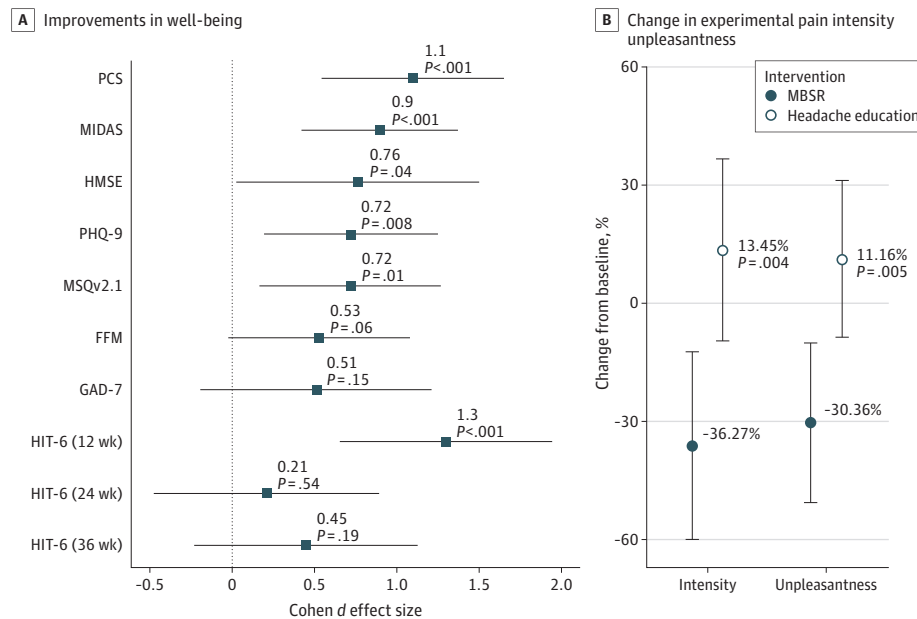 A Improvements in well-being
PCS
1.1
P<.001
MIDAS
0.9
P<.001
HMSE
0.76
P=.04
PHQ-9
0.72
P=.008
MSQv2.1
0.72
P=.01
FFM
0.53
P=.06
GAD-7
0.51
P=.15
HIT-6 (12 wk)
1.3
P<.001
HIT-6 (24 wk)
0.21
P=.54
HIT-6 (36 wk)
0.45
P=.19
-0.5 0 0.5 1.0 1.5 2.0
Cohen d effect size
B Change in experimental pain intensity
unpleasantness
Intervention
MBSR
Headache education
Change from baseline, %
60
30
0
-30
-60
13.45%
P=.004
11.16%
P=.005
-36.27%
-30.36%
Intensity Unpleasantness